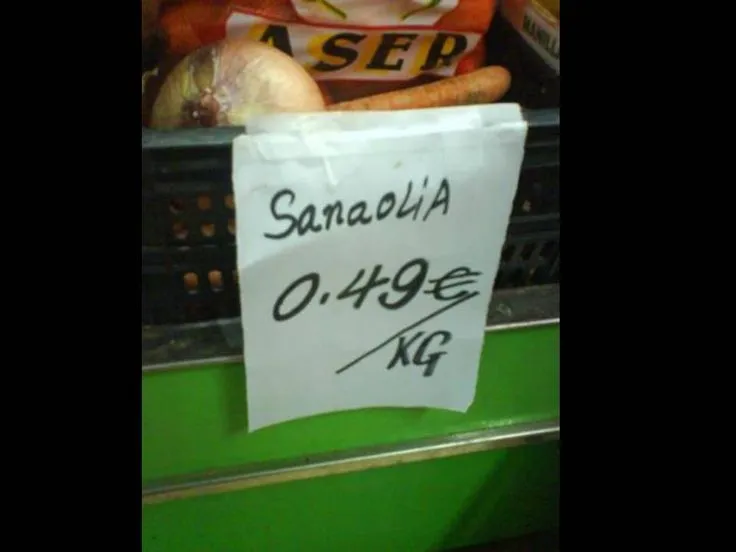 ASER
SanaoliA
0.49€
/KG